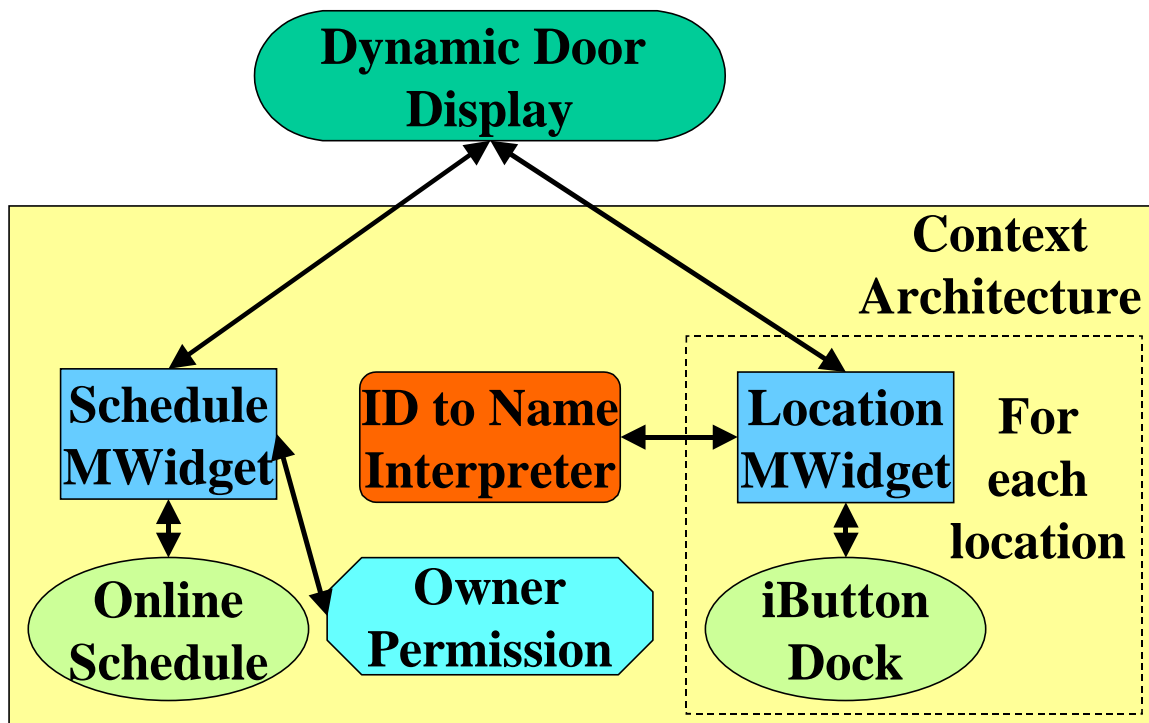 Dynamic Door
Display
Context
Architecture
Schedule
MWidget
ID to Name
Interpreter
Location
MWidget
For
each
location
Online
Schedule
Owner
Permission
iButton
Dock